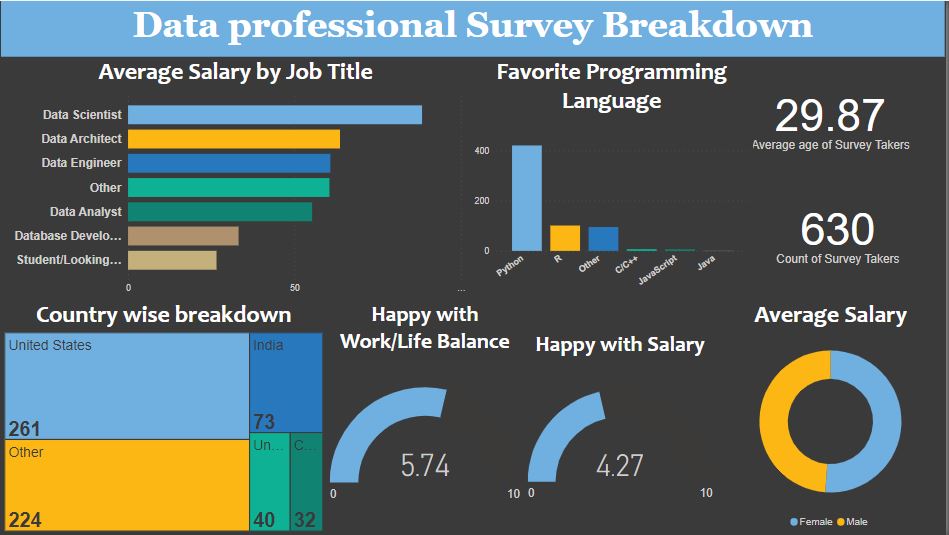 Data professional Survey Breakdown
Average Salary by Job Title
Data Scientist
Data Architect
Data Engineer
Other
Data Analyst
Database Develo...
Student/Looking...
0 50 ...
Favorite Programming
Language
400
200
0
Python R Other C/C++ JavaScript Java
29.87
Average age of Survey Takers
630
Count of Survey Takers
Country wise breakdown
United States
261
India
73
Other
224
Un...
40
C...
32
Happy with
Work/Life Balance
5.74
0 10
Happy with Salary
4.27
0 10
Average Salary
Female Male